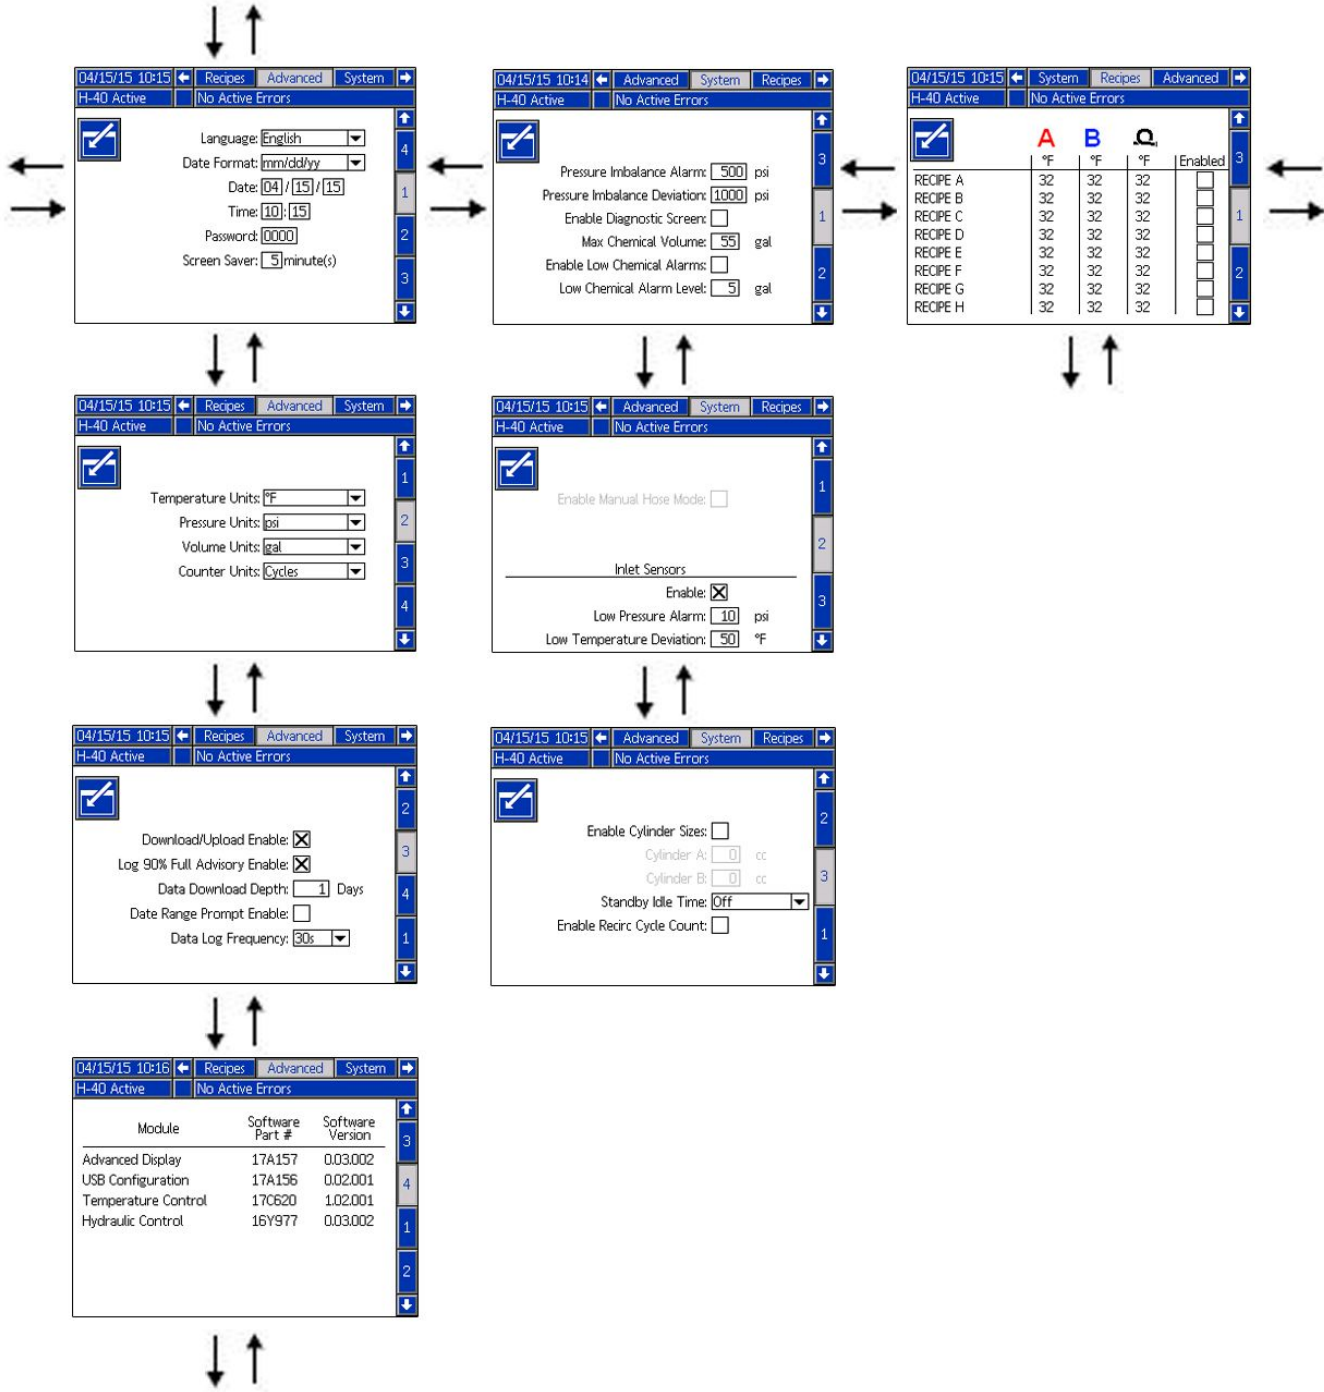 04/15/15 10:15 Recipes Advanced System
H-40 Active No Active Errors
Language: English
Date Format: mm/dd/yy
Date: 04 / 15 / 15
Time: 10 : 15
Password: 0000
Screen Saver: 5 minute(s)
4
1
2
3
04/15/15 10:14 Advanced System Recipes
H-40 Active No Active Errors
Pressure Imbalance Alarm: 500 psi
Pressure Imbalance Deviation: 1000 psi
Enable Diagnostic Screen:
Max Chemical Volume: 55 gal
Enable Low Chemical Alarms:
Low Chemical Alarm Level: 5 gal
3
1
2
04/15/15 10:15 System Recipes Advanced
H-40 Active No Active Errors
A B
°F °F °F Enabled
RECIPE A 32 32 32
RECIPE B 32 32 32
RECIPE C 32 32 32
RECIPE D 32 32 32
RECIPE E 32 32 32
RECIPE F 32 32 32
RECIPE G 32 32 32
RECIPE H 32 32 32
3
1
2
04/15/15 10:15 Recipes Advanced System
H-40 Active No Active Errors
Temperature Units: °F
Pressure Units: psi
Volume Units: gal
Counter Units: Cycles
1
2
3
4
04/15/15 10:15 Advanced System Recipes
H-40 Active No Active Errors
Enable Manual Hose Mode:
Inlet Sensors
Enable:
Low Pressure Alarm: 10 psi
Low Temperature Deviation: 50 °F
1
2
3
04/15/15 10:15 Recipes Advanced System
H-40 Active No Active Errors
Download/Upload Enable:
Log 90% Full Advisory Enable:
Data Download Depth: 1 Days
Date Range Prompt Enable:
Data Log Frequency: 30s
2
3
4
1
04/15/15 10:15 Advanced System Recipes
H-40 Active No Active Errors
Enable Cylinder Sizes:
Cylinder A: 0 cc
Cylinder B: 0 cc
Standby Idle Time: Off
Enable Recirc Cycle Count:
2
3
1
04/15/15 10:16 Recipes Advanced System
H-40 Active No Active Errors
Module Software Part # Software Version
Advanced Display 17A157 0.03.002
USB Configuration 17A156 0.02.001
Temperature Control 17C620 1.02.001
Hydraulic Control 16Y977 0.03.002
3
4
1
2